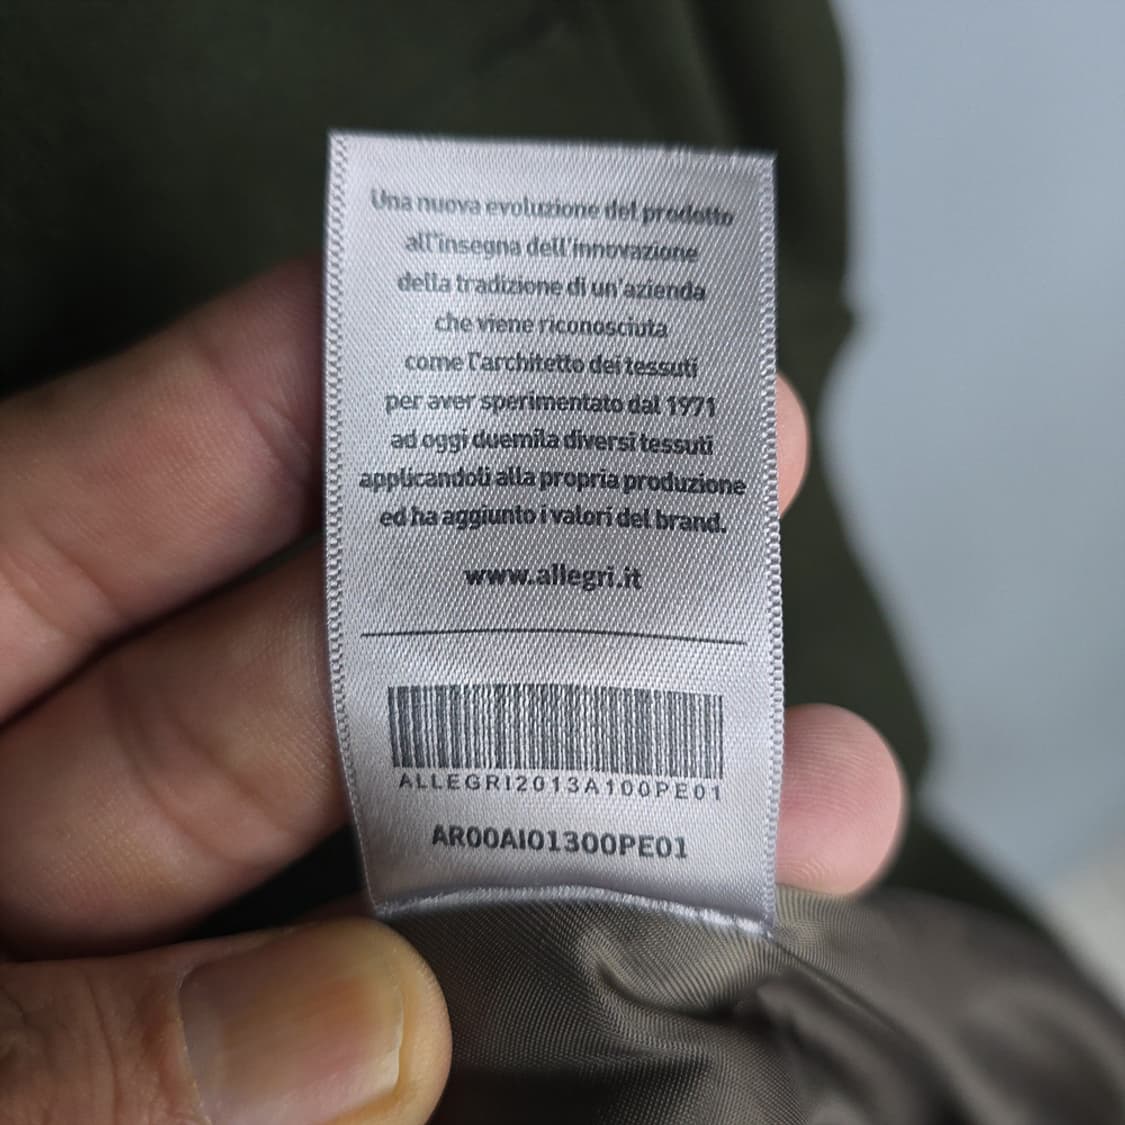 Una nuova evoluzione del prodotto
all'insegna dell'innovazione
della tradizione di un'azienda
che viene riconosciuta
come l'architetto dei tessuti
per aver sperimentato dal 1971
ad oggi duemila diversi tessuti
applicandoli alla propria produzione
ed ha aggiunto i valori del brand.
www.allegri.it
ALLEGRI2013A100PE01
AR00AI01300PE01